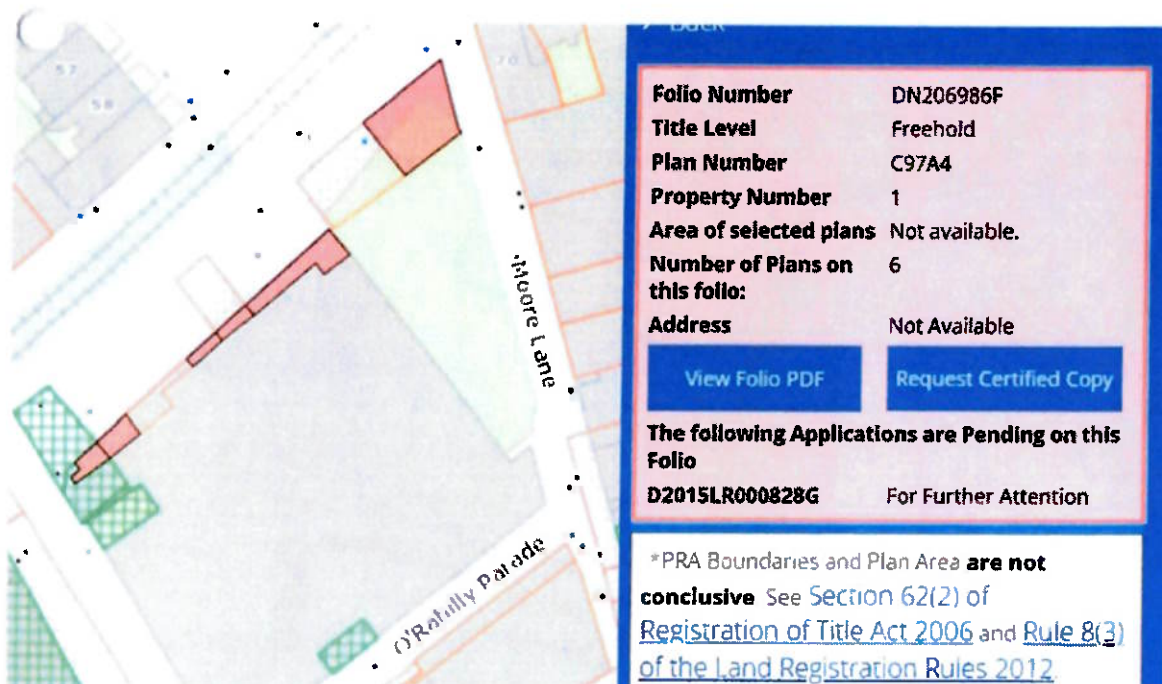 57
58
70
Moore Lane
O'Rahilly Parade
Back
Folio Number DN206986F
Title Level Freehold
Plan Number C97A4
Property Number 1
Area of selected plans Not available.
Number of Plans on this folio: 6
Address Not Available
View Folio PDF Request Certified Copy
The following Applications are Pending on this
Folio
D2015LR000828G For Further Attention
*PRA Boundaries and Plan Area are not
conclusive See Section 62(2) of
Registration of Title Act 2006 and Rule 8(3)
of the Land Registration Rules 2012